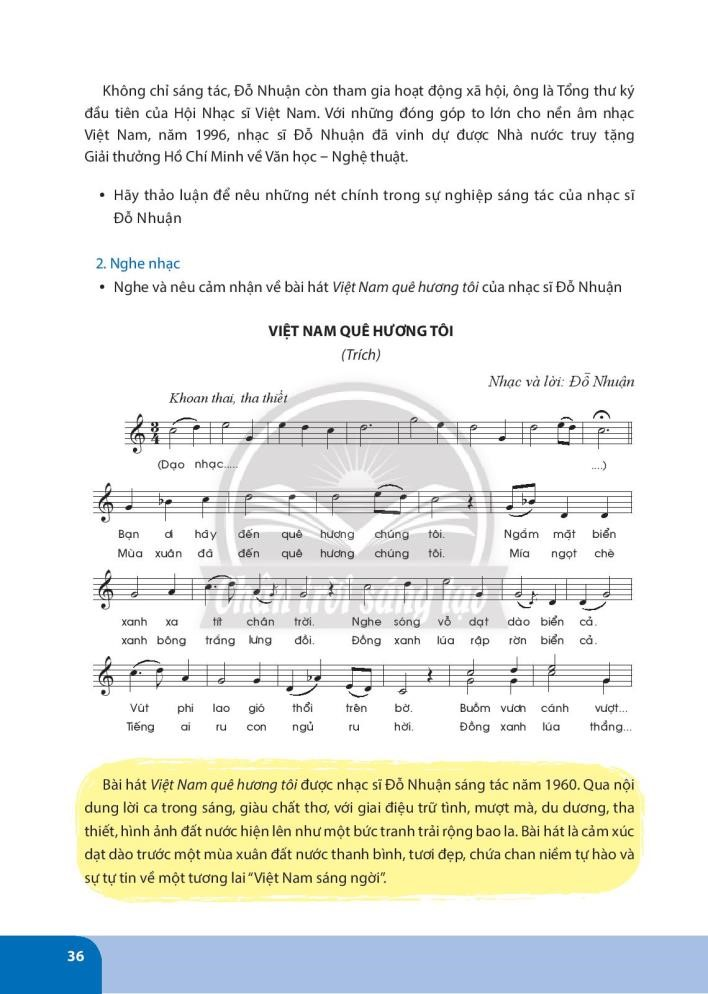 Không chỉ sáng tác, Đỗ Nhuận còn tham gia hoạt động xã hội, ông là Tổng thư ký
đầu tiên của Hội Nhạc sĩ Việt Nam. Với những đóng góp to lớn cho nền âm nhạc
Việt Nam, năm 1996, nhạc sĩ Đỗ Nhuận đã vinh dự được Nhà nước truy tặng
Giải thưởng Hồ Chí Minh về Văn học – Nghệ thuật.
• Hãy thảo luận để nêu những nét chính trong sự nghiệp sáng tác của nhạc sĩ
Đỗ Nhuận
2. Nghe nhạc
• Nghe và nêu cảm nhận về bài hát Việt Nam quê hương tôi của nhạc sĩ Đỗ Nhuận
VIỆT NAM QUÊ HƯƠNG TÔI
(Trích)
Nhạc và lời: Đỗ Nhuận
Khoan thai, tha thiết
3
4
(Dạo nhạc..... ....)
Bạn ơi hãy đến quê hương chúng tôi. Ngắm mặt biển
Mùa xuân đã đến quê hương chúng tôi. Mía ngọt chè
xanh xa tít chân trời. Nghe sóng vỗ dạt dào biển cả.
xanh bông trắng lưng đồi. Đồng xanh lúa rập rờn biển cả.
Vút phi lao gió thổi trên bờ. Buồm vươn cánh vượt...
Tiếng ai ru con ngủ ru hời. Đồng xanh lúa thẳng...
Chân trời sáng tạo
Bài hát Việt Nam quê hương tôi được nhạc sĩ Đỗ Nhuận sáng tác năm 1960. Qua nội
dung lời ca trong sáng, giàu chất thơ, với giai điệu trữ tình, mượt mà, du dương, tha
thiết, hình ảnh đất nước hiện lên như một bức tranh trải rộng bao la. Bài hát là cảm xúc
dạt dào trước một mùa xuân đất nước thanh bình, tươi đẹp, chứa chan niềm tự hào và
sự tự tin về một tương lai “Việt Nam sáng ngời”.
36